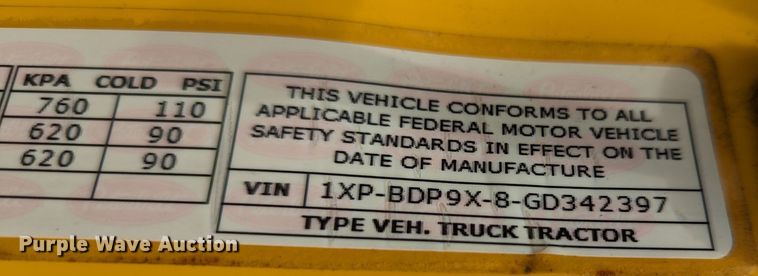 KPA COLD PSI
760 110
620 90
620 90
THIS VEHICLE CONFORMS TO ALL
APPLICABLE FEDERAL MOTOR VEHICLE
SAFETY STANDARDS IN EFFECT ON THE
DATE OF MANUFACTURE
VIN 1XP-BDP9X-8-GD342397
TYPE VEH. TRUCK TRACTOR
Purple Wave Auction